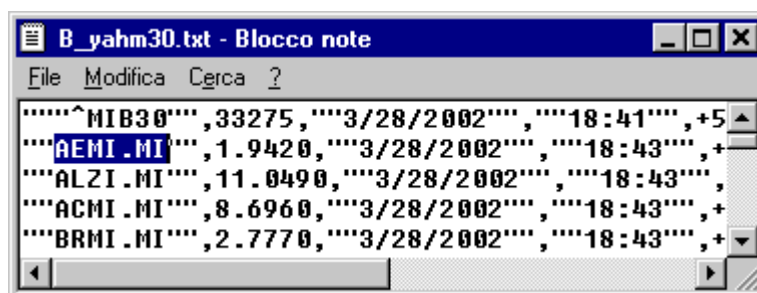 B_yahm30.txt - Blocco note
File Modifica Cerca ?
""""""^MIB30"""",33275,""""3/28/2002"""",""""18:41"""",+5
""""AEMI.MI"""",1.9420,""""3/28/2002"""",""""18:43"""",+
""""ALZI.MI"""",11.0490,""""3/28/2002"""",""""18:43"""",
""""ACMI.MI"""",8.6960,""""3/28/2002"""",""""18:43"""",+
""""BRMI.MI"""",2.7770,""""3/28/2002"""",""""18:43"""",+